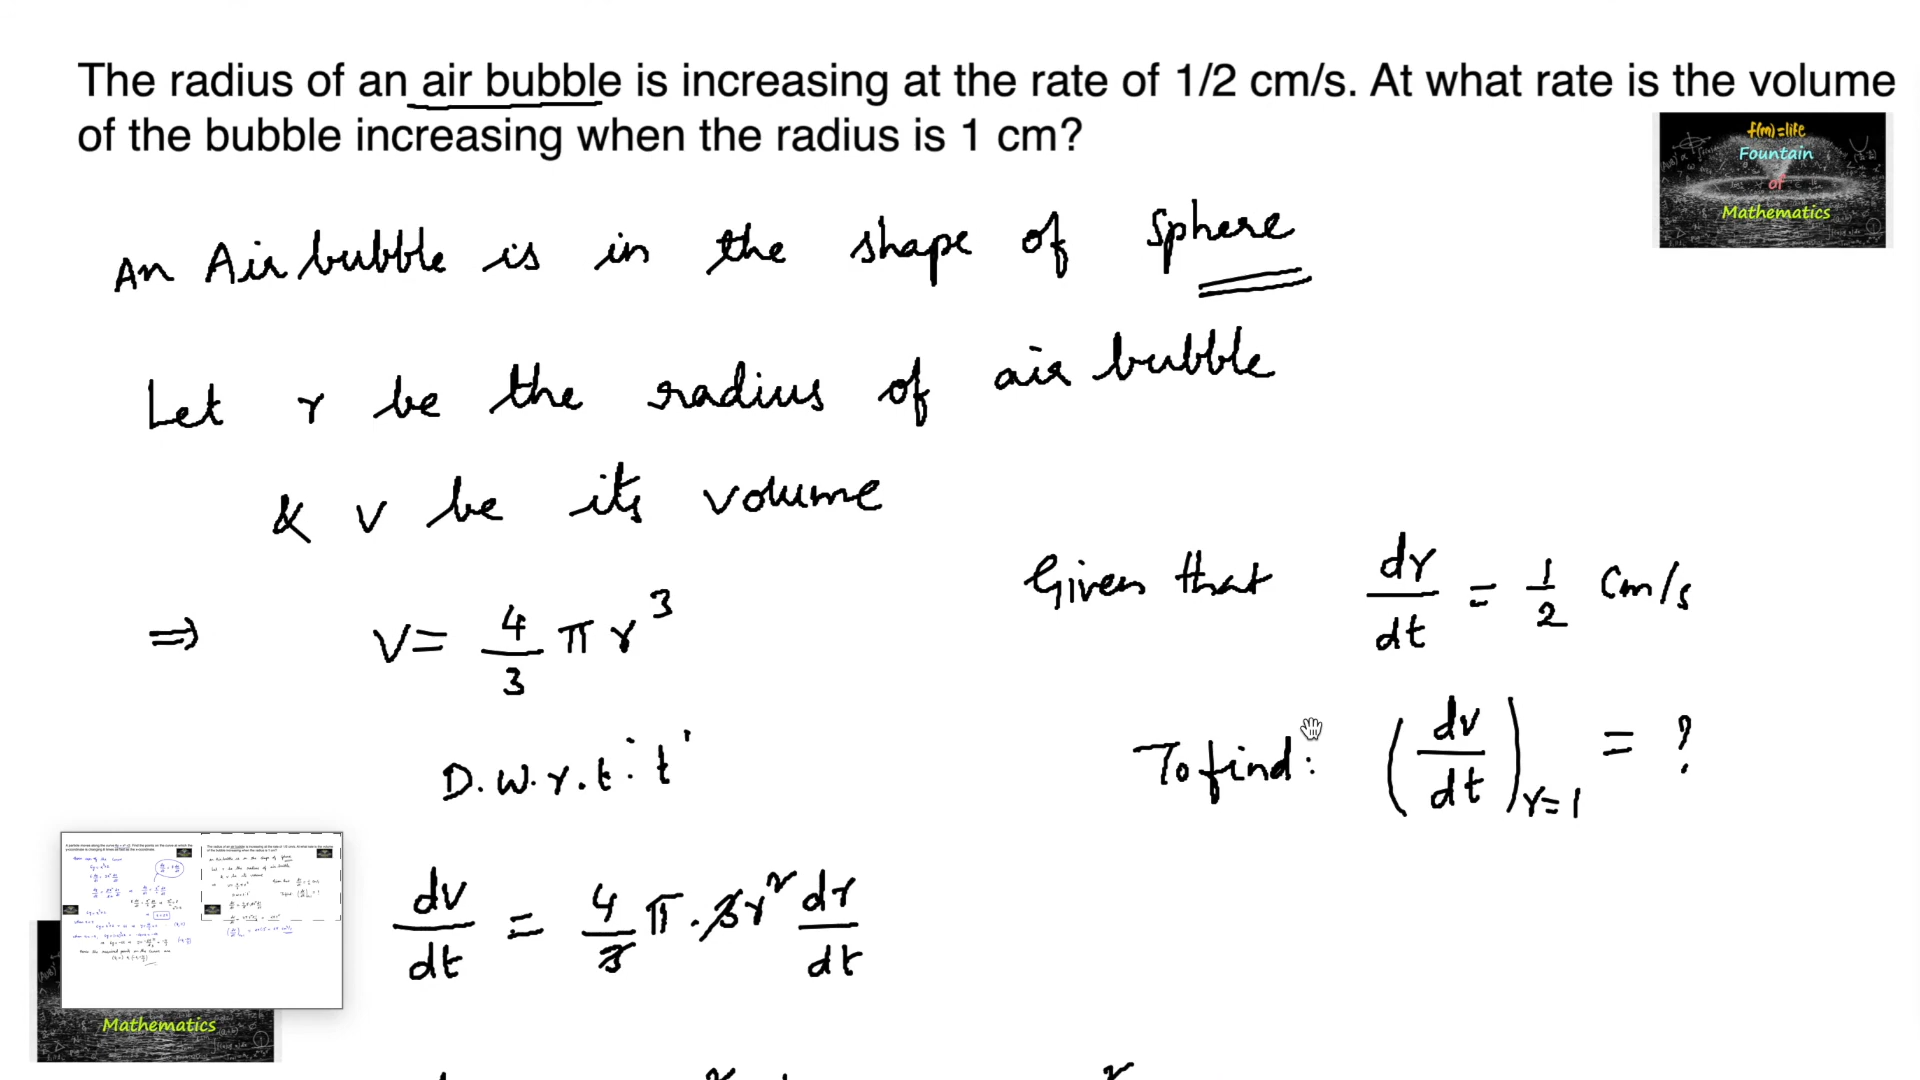 The radius of an air bubble is increasing at the rate of 1/2 cm/s. At what rate is the volume
of the bubble increasing when the radius is 1 cm?
f(m)=life
Fountain
of
Mathematics
An Air bubble is in the shape of Sphere
Let r be the radius of air bubble
& V be its volume
Given that dr/dt = 1/2 cm/s
⇒ V = 4/3 π r³
To find: (dv/dt)r=1 = ?
D.w.r.t. 't'
dv/dt = 4/3 π . 3r² dr/dt
Mathematics